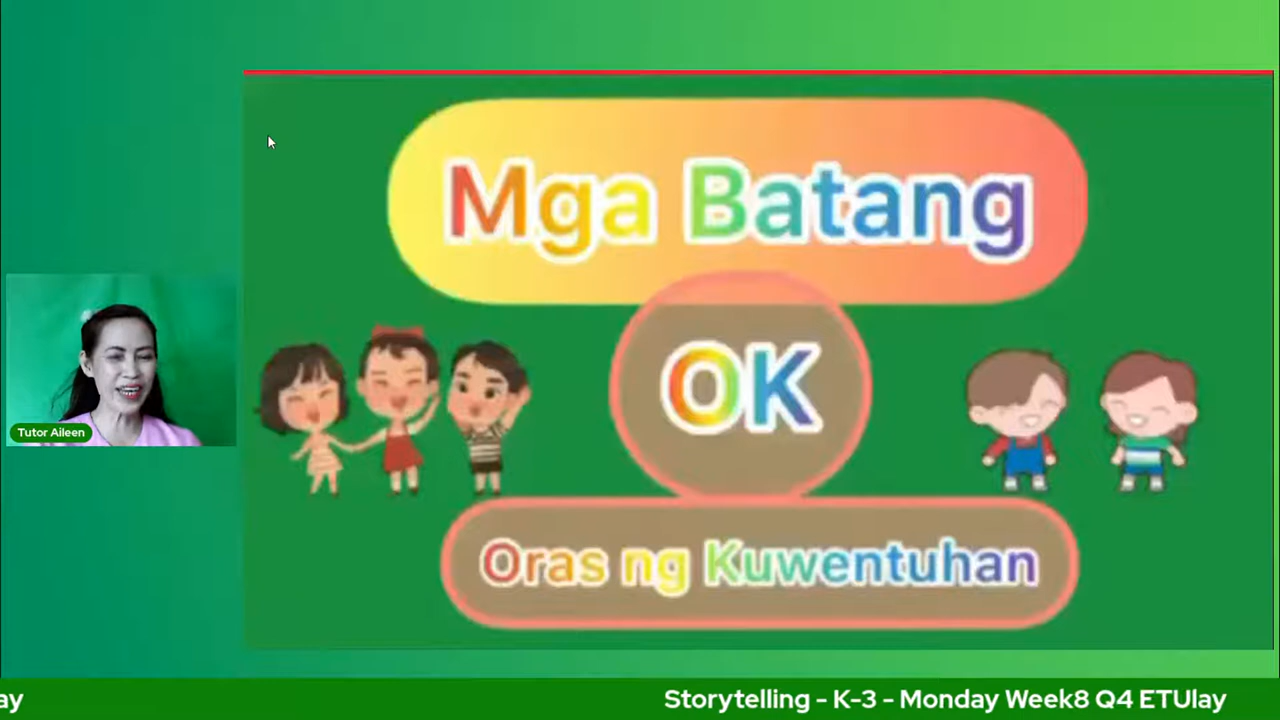 Mga Batang
OK
Oras ng Kuwentuhan
Tutor Aileen
ay
Storytelling - K-3 - Monday Week8 Q4 ETUlay